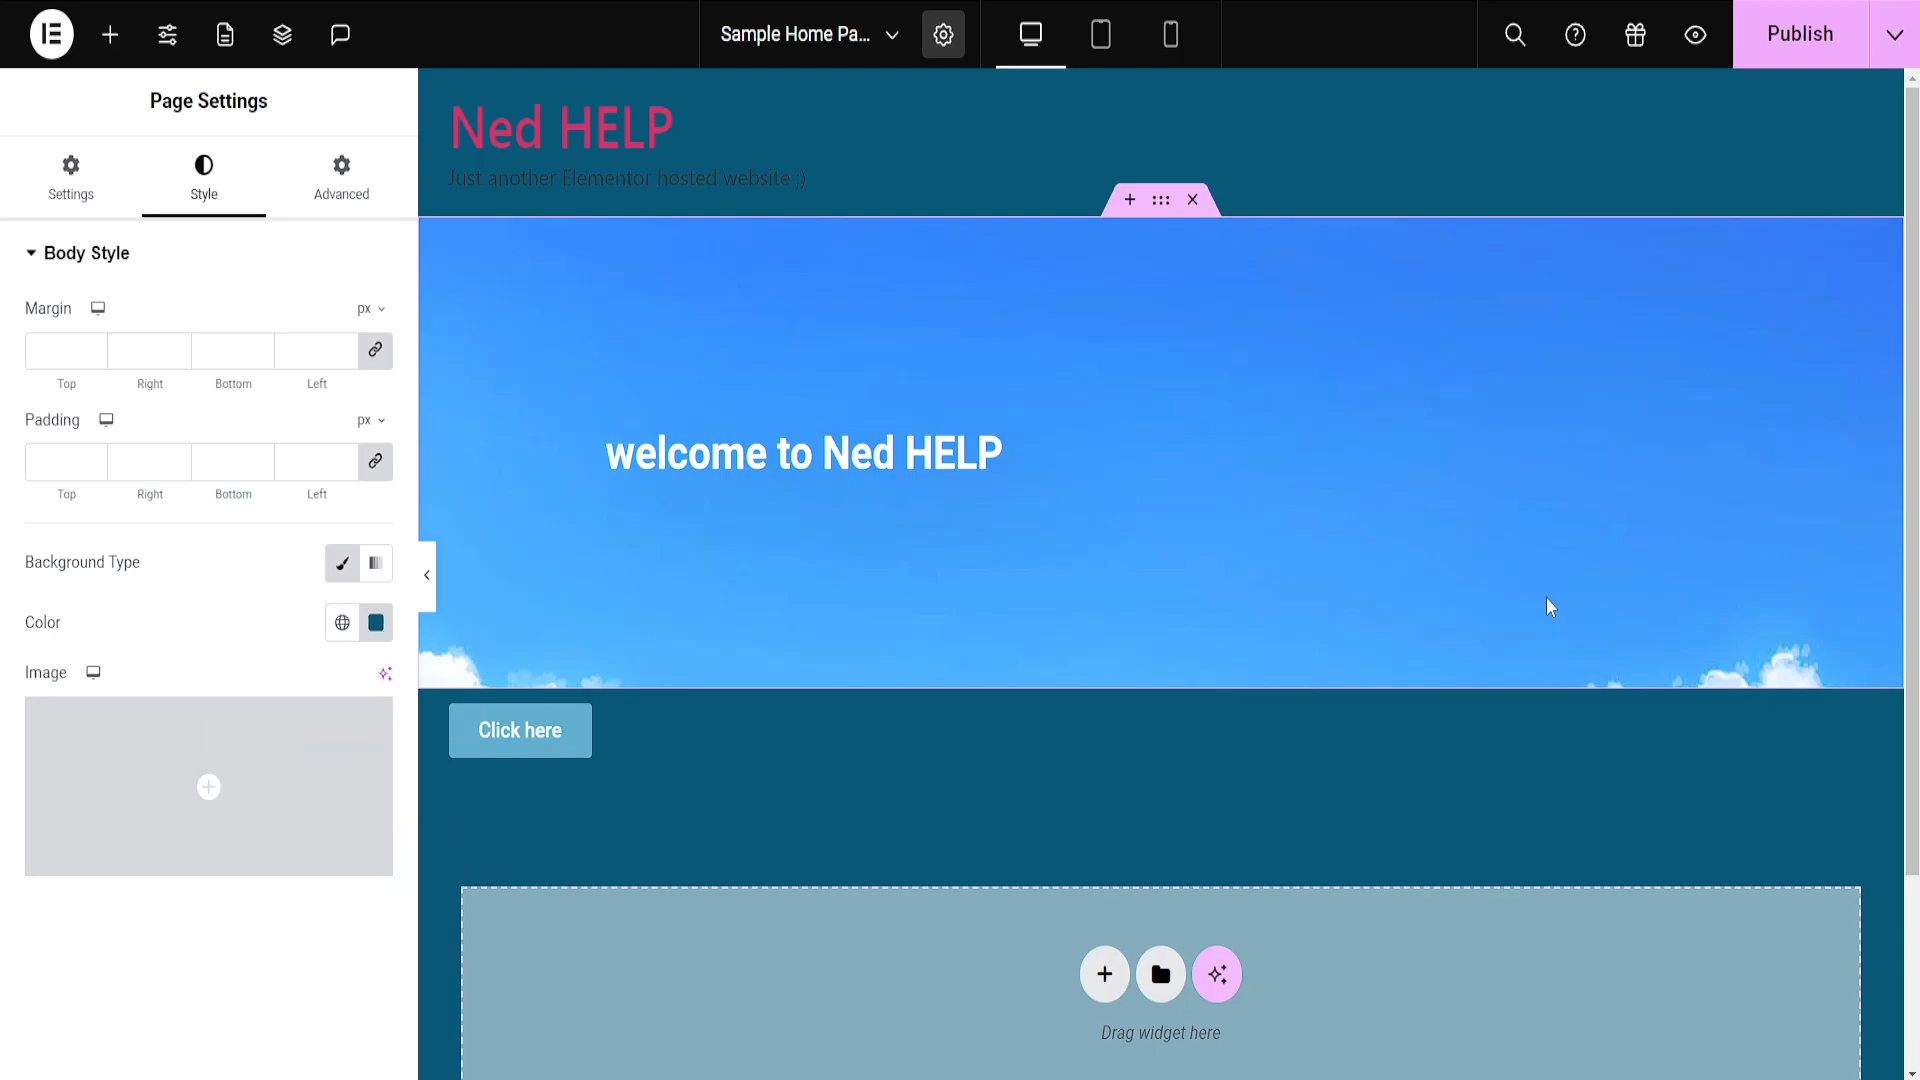 Sample Home Pa...
Publish
Page Settings
Settings
Style
Advanced
Body Style
Margin
px
Top
Right
Bottom
Left
Padding
px
Top
Right
Bottom
Left
Background Type
Color
Image
Ned HELP
Just another Elementor hosted website ;)
welcome to Ned HELP
Click here
Drag widget here